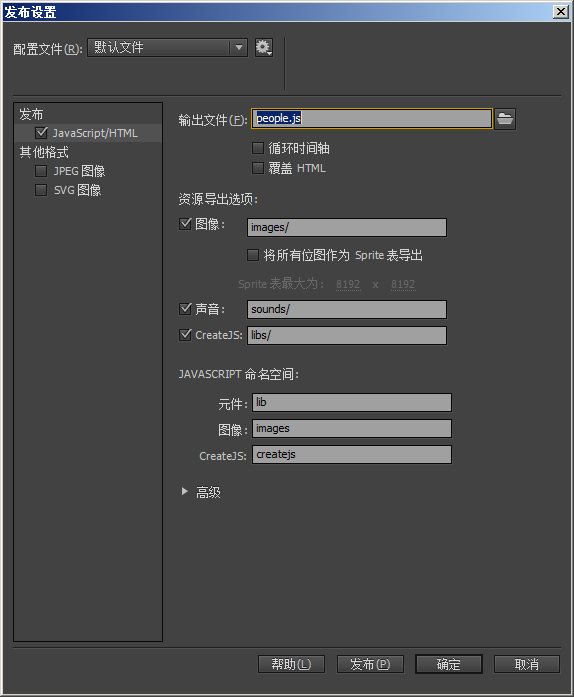 发布设置
配置文件(R): 默认文件
发布
JavaScript/HTML
其他格式
JPEG 图像
SVG 图像
输出文件(F): people.js
循环时间轴
覆盖 HTML
资源导出选项:
图像: images/
将所有位图作为 Sprite 表导出
Sprite 表最大为: 8192 x 8192
声音: sounds/
CreateJS: libs/
JAVASCRIPT 命名空间:
元件: lib
图像: images
CreateJS: createjs
高级
帮助(L) 发布(P) 确定 取消